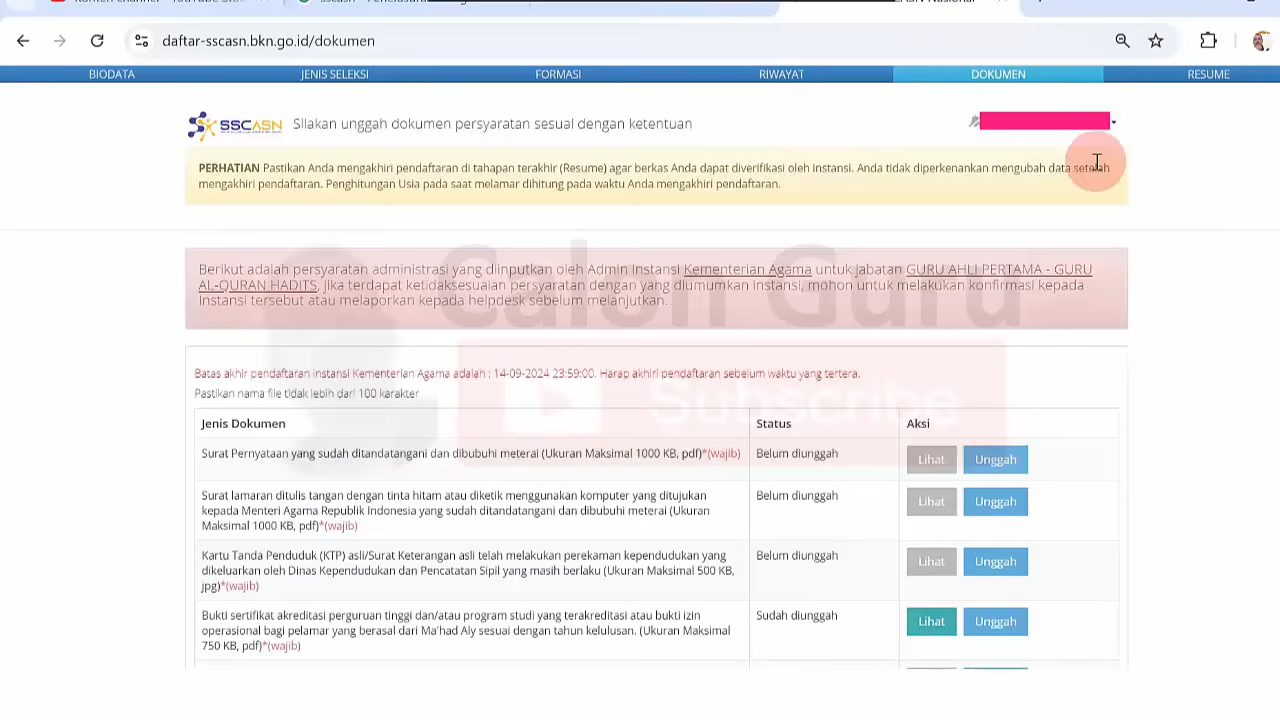 daftar-sscasn.bkn.go.id/dokumen
BIODATA JENIS SELEKSI FORMASI RIWAYAT DOKUMEN RESUME
SSCASN Silakan unggah dokumen persyaratan sesuai dengan ketentuan
PERHATIAN Pastikan Anda mengakhiri pendaftaran di tahapan terakhir (Resume) agar berkas Anda dapat diverifikasi oleh instansi. Anda tidak diperkenankan mengubah data setelah
mengakhiri pendaftaran. Penghitungan Usia pada saat melamar dihitung pada waktu Anda mengakhiri pendaftaran.
Calon Guru
Berikut adalah persyaratan administrasi yang diinputkan oleh Admin Instansi Kementerian Agama untuk jabatan GURU AHLI PERTAMA - GURU
AL-QURAN HADITS. Jika terdapat ketidaksesuaian persyaratan dengan yang diumumkan instansi, mohon untuk melakukan konfirmasi kepada
instansi tersebut atau melaporkan kepada helpdesk sebelum melanjutkan.
Batas akhir pendaftaran instansi Kementerian Agama adalah : 14-09-2024 23:59:00. Harap akhiri pendaftaran sebelum waktu yang tertera.
Pastikan nama file tidak lebih dari 100 karakter
Subscribe
Jenis Dokumen Status Aksi
Surat Pernyataan yang sudah ditandatangani dan dibubuhi meterai (Ukuran Maksimal 1000 KB, pdf)*(wajib) Belum diunggah Lihat Unggah
Surat lamaran ditulis tangan dengan tinta hitam atau diketik menggunakan komputer yang ditujukan Belum diunggah Lihat Unggah
kepada Menteri Agama Republik Indonesia yang sudah ditandatangani dan dibubuhi meterai (Ukuran
Maksimal 1000 KB, pdf)*(wajib)
Kartu Tanda Penduduk (KTP) asli/Surat Keterangan asli telah melakukan perekaman kependudukan yang Belum diunggah Lihat Unggah
dikeluarkan oleh Dinas Kependudukan dan Pencatatan Sipil yang masih berlaku (Ukuran Maksimal 500 KB,
jpg)*(wajib)
Bukti sertifikat akreditasi perguruan tinggi dan/atau program studi yang terakreditasi atau bukti izin Sudah diunggah Lihat Unggah
operasional bagi pelamar yang berasal dari Ma'had Aly sesuai dengan tahun kelulusan. (Ukuran Maksimal
750 KB, pdf)*(wajib)